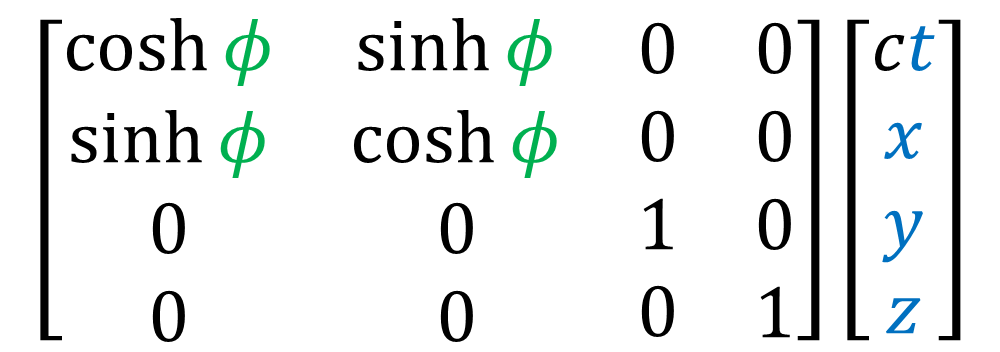 cosh ϕ sinh ϕ 0 0 ct
sinh ϕ cosh ϕ 0 0 x
0 0 1 0 y
0 0 0 1 z